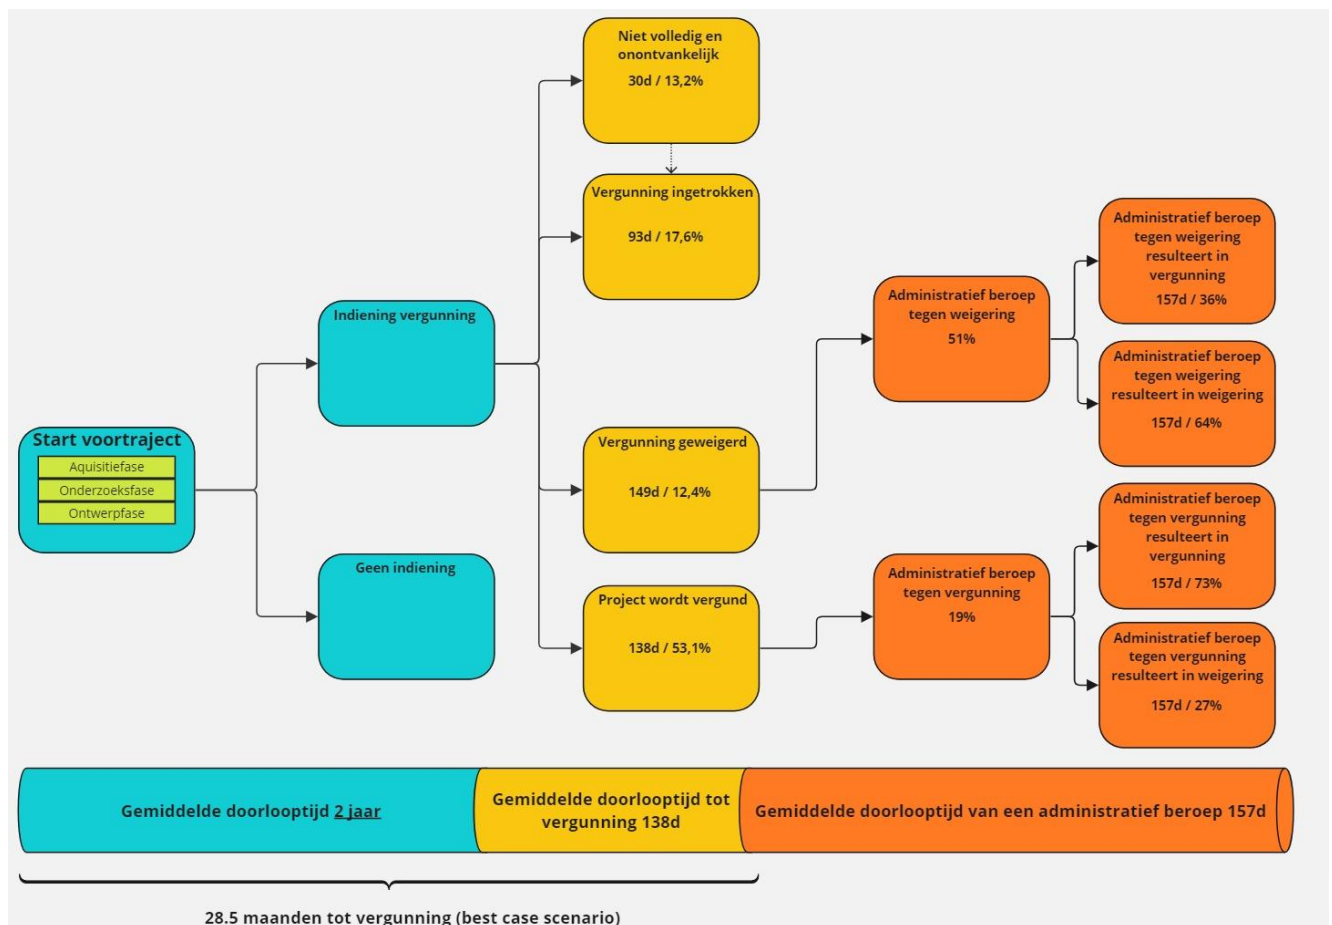 Niet volledig en
onontvankelijk
30d / 13,2%
Vergunning ingetrokken
93d / 17,6%
Administratief beroep
tegen weigering
resulteert in
vergunning
157d / 36%
Indiening vergunning
Administratief beroep
tegen weigering
51%
Administratief beroep
tegen weigering
resulteert in weigering
157d / 64%
Start voortraject
Aquisitiefase
Onderzoeksfase
Ontwerpfase
Vergunning geweigerd
149d / 12,4%
Administratief beroep
tegen vergunning
resulteert in
vergunning
157d / 73%
Geen indiening
Project wordt vergund
138d / 53,1%
Administratief beroep
tegen vergunning
19%
Administratief beroep
tegen vergunning
resulteert in weigering
157d / 27%
Gemiddelde doorlooptijd 2 jaar
Gemiddelde doorlooptijd tot
vergunning 138d
Gemiddelde doorlooptijd van een administratief beroep 157d
28.5 maanden tot vergunning (best case scenario)